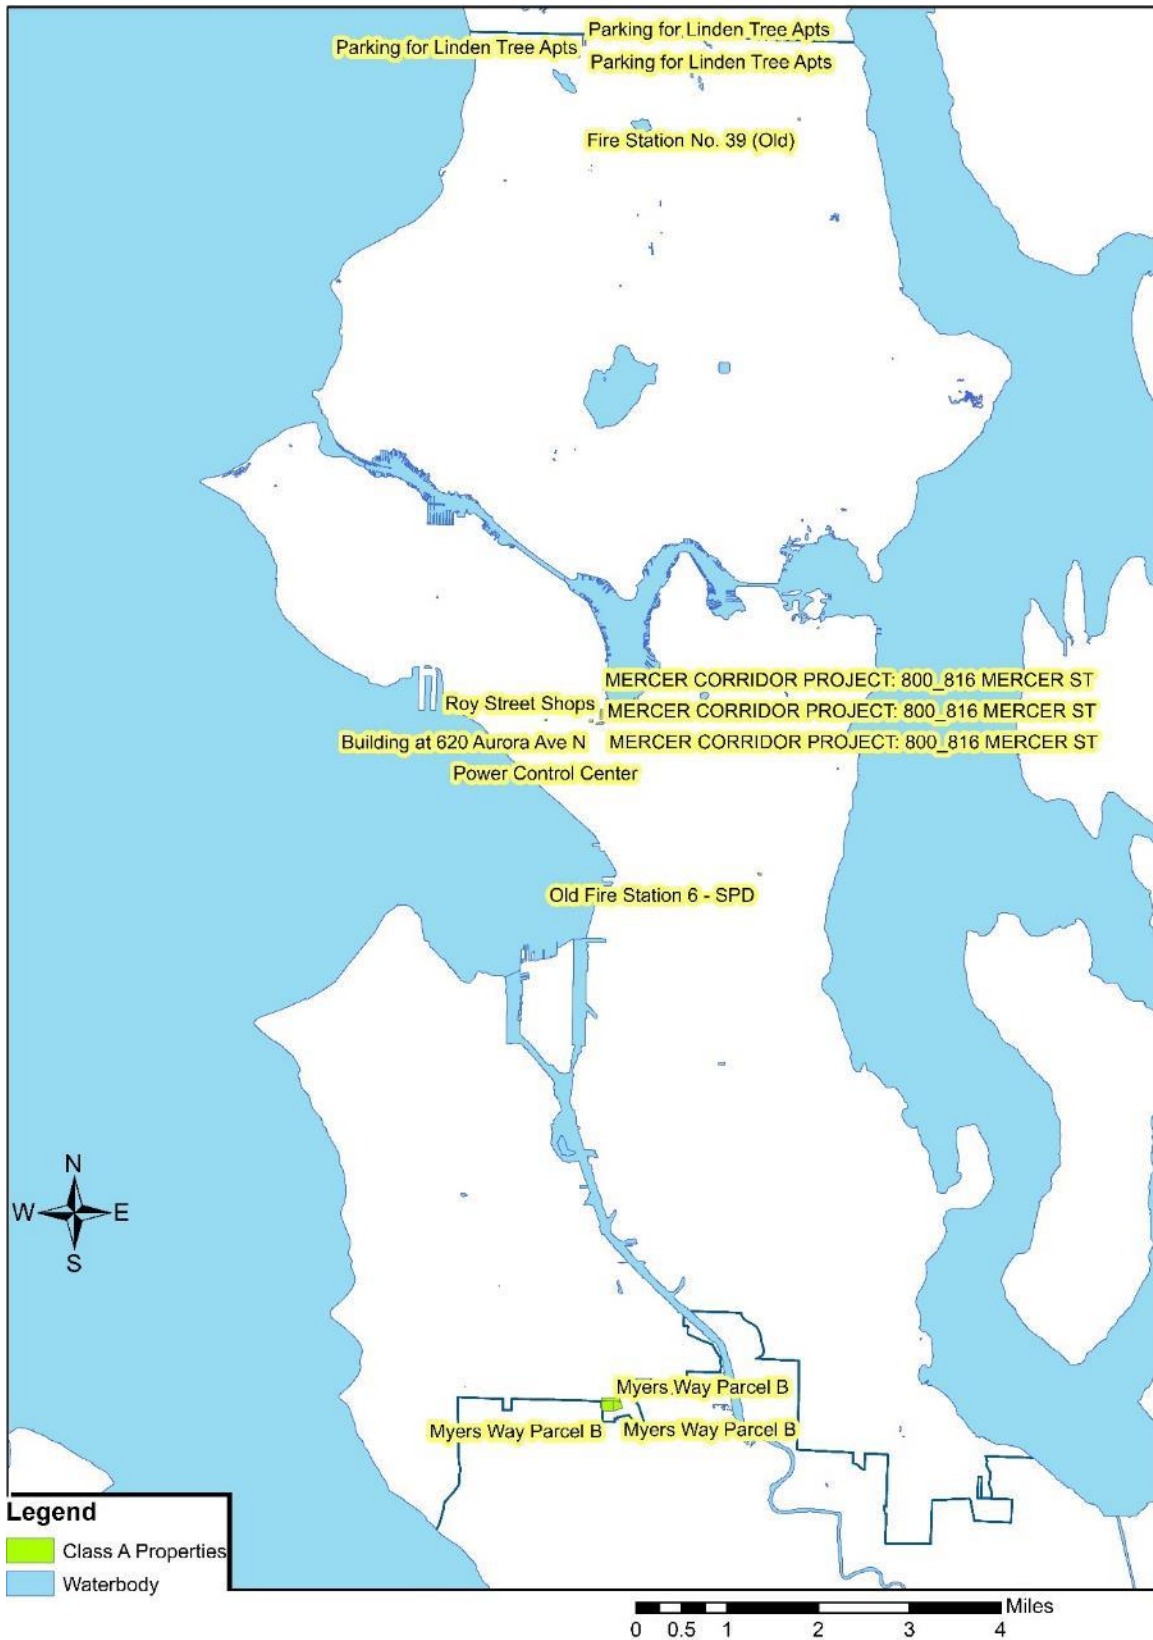 Parking for Linden Tree Apts
Parking for Linden Tree Apts
Parking for Linden Tree Apts
Fire Station No. 39 (Old)
MERCER CORRIDOR PROJECT: 800_816 MERCER ST
Roy Street Shops
MERCER CORRIDOR PROJECT: 800_816 MERCER ST
Building at 620 Aurora Ave N
MERCER CORRIDOR PROJECT: 800_816 MERCER ST
Power Control Center
Old Fire Station 6 - SPD
N
W E
S
Myers Way Parcel B
Myers Way Parcel B
Myers Way Parcel B
Legend
Class A Properties
Waterbody
Miles
0 0.5 1 2 3 4